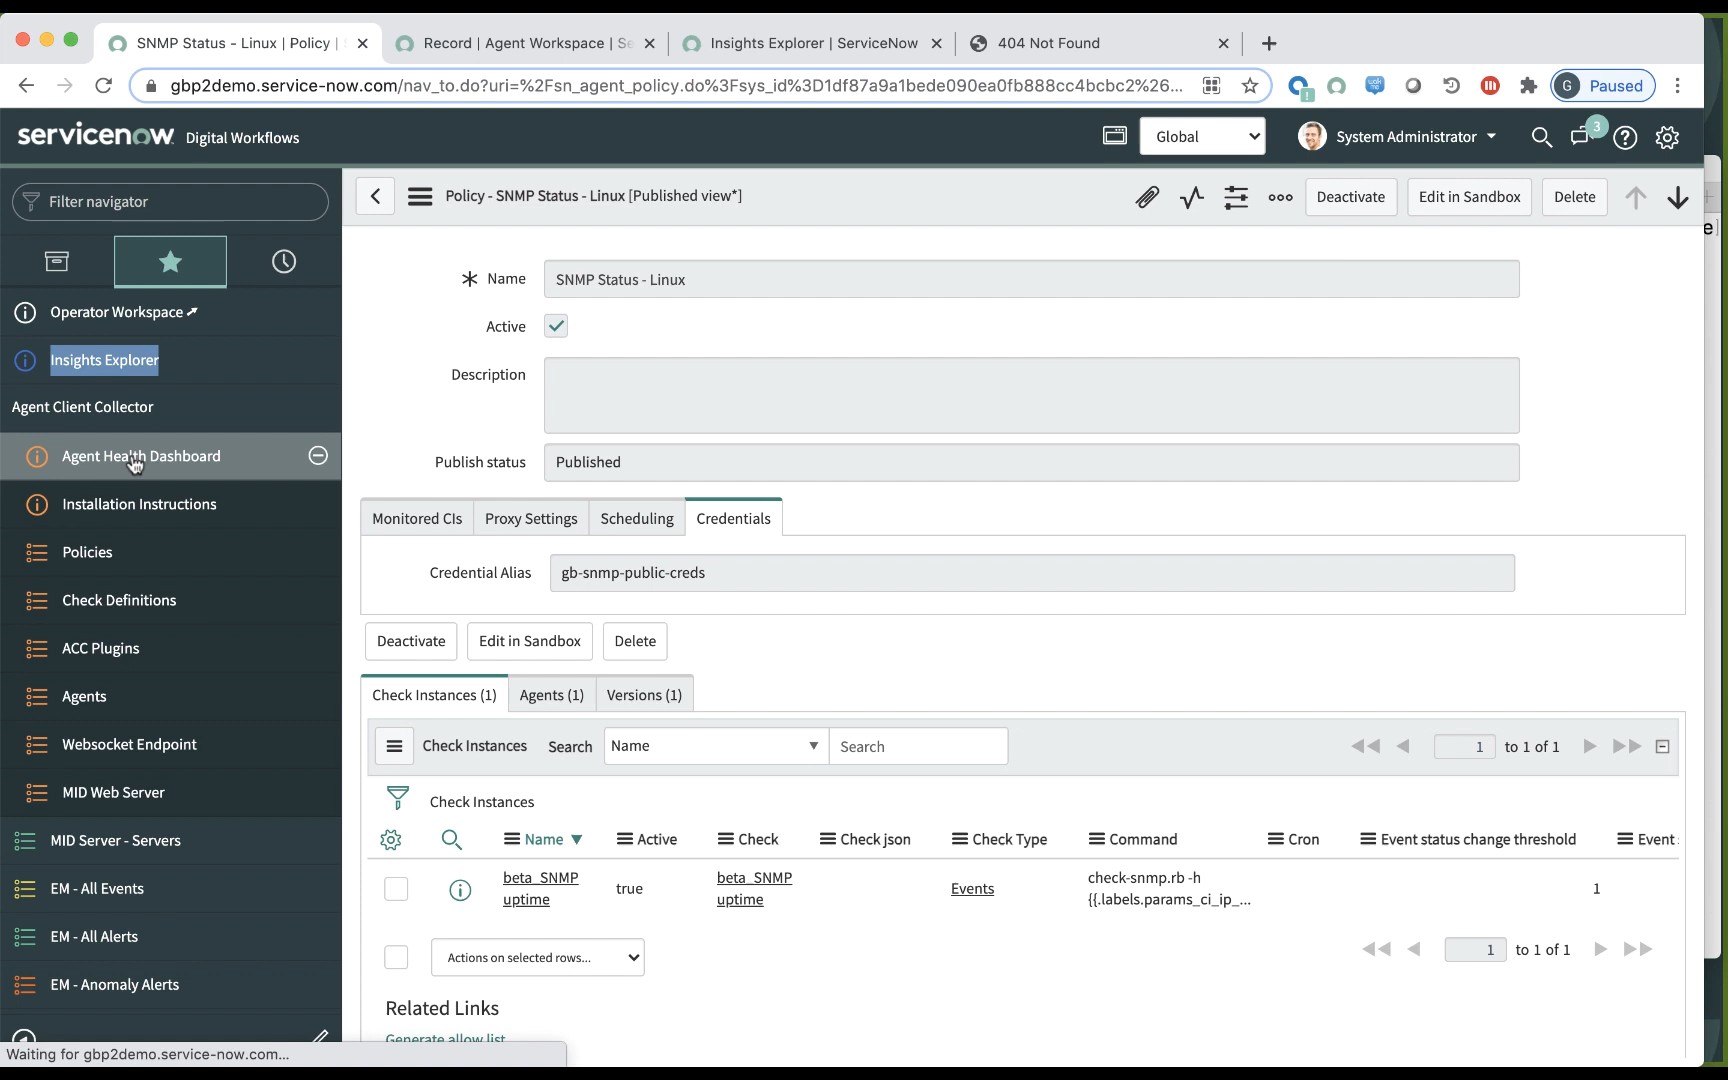 SNMP Status - Linux | Policy |
Record | Agent Workspace | Se
Insights Explorer | ServiceNow
404 Not Found
gbp2demo.service-now.com/nav_to.do?uri=%2Fsn_agent_policy.do%3Fsys_id%3D1df87a9a1bede090ea0fb888cc4bcbc2%26...
G Paused
servicenow Digital Workflows
Global
System Administrator
3
Filter navigator
Policy - SNMP Status - Linux [Published view*]
Deactivate
Edit in Sandbox
Delete
Operator Workspace
Insights Explorer
Agent Client Collector
Agent Health Dashboard
Installation Instructions
Policies
Check Definitions
ACC Plugins
Agents
Websocket Endpoint
MID Web Server
MID Server - Servers
EM - All Events
EM - All Alerts
EM - Anomaly Alerts
Waiting for gbp2demo.service-now.com...
Name
SNMP Status - Linux
Active
Description
Publish status
Published
Monitored CIs
Proxy Settings
Scheduling
Credentials
Credential Alias
gb-snmp-public-creds
Deactivate
Edit in Sandbox
Delete
Check Instances (1)
Agents (1)
Versions (1)
Check Instances
Search
Name
Search
1 to 1 of 1
Check Instances
Name
Active
Check
Check json
Check Type
Command
Cron
Event status change threshold
Event
beta_SNMP
uptime
true
beta_SNMP
uptime
Events
check-snmp.rb -h
{{.labels.params_ci_ip_...
1
Actions on selected rows...
1 to 1 of 1
Related Links
Generate allow list
e]